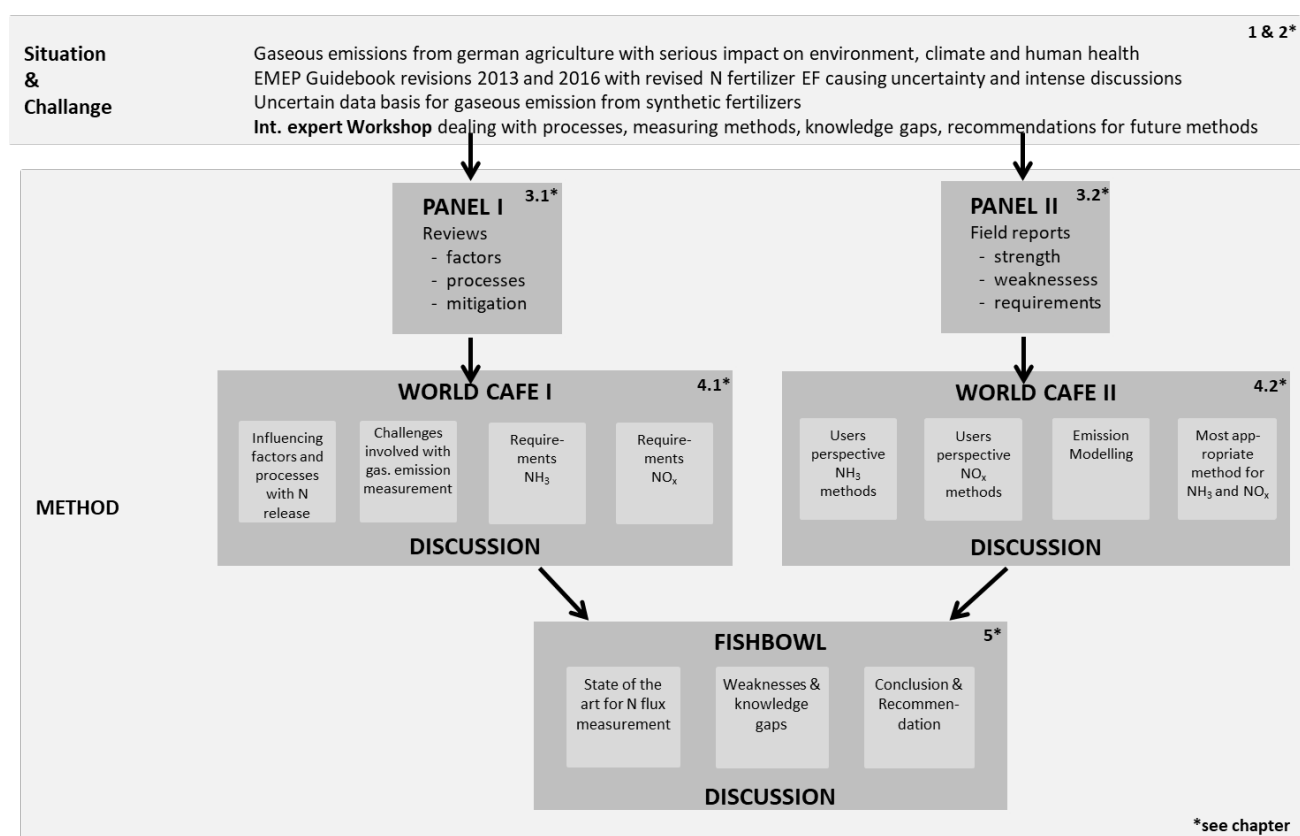 1 & 2*
Situation
&
Challange
Gaseous emissions from german agriculture with serious impact on environment, climate and human health
EMEP Guidebook revisions 2013 and 2016 with revised N fertilizer EF causing uncertainty and intense discussions
Uncertain data basis for gaseous emission from synthetic fertilizers
Int. expert Workshop dealing with processes, measuring methods, knowledge gaps, recommendations for future methods
3.1*
PANEL I
Reviews
- factors
- processes
- mitigation
3.2*
PANEL II
Field reports
- strength
- weaknessess
- requirements
METHOD
4.1*
WORLD CAFE I
Influencing
factors and
processes
with N
release
Challenges
involved with
gas. emission
measurement
Require-
ments
NH₃
Require-
ments
NOₓ
DISCUSSION
4.2*
WORLD CAFE II
Users
perspective
NH₃
methods
Users
perspective
NOₓ
methods
Emission
Modelling
Most app-
ropriate
method for
NH₃ and NOₓ
DISCUSSION
5*
FISHBOWL
State of the
art for N flux
measurement
Weaknesses &
knowledge
gaps
Conclusion &
Recommen-
dation
DISCUSSION
*see chapter